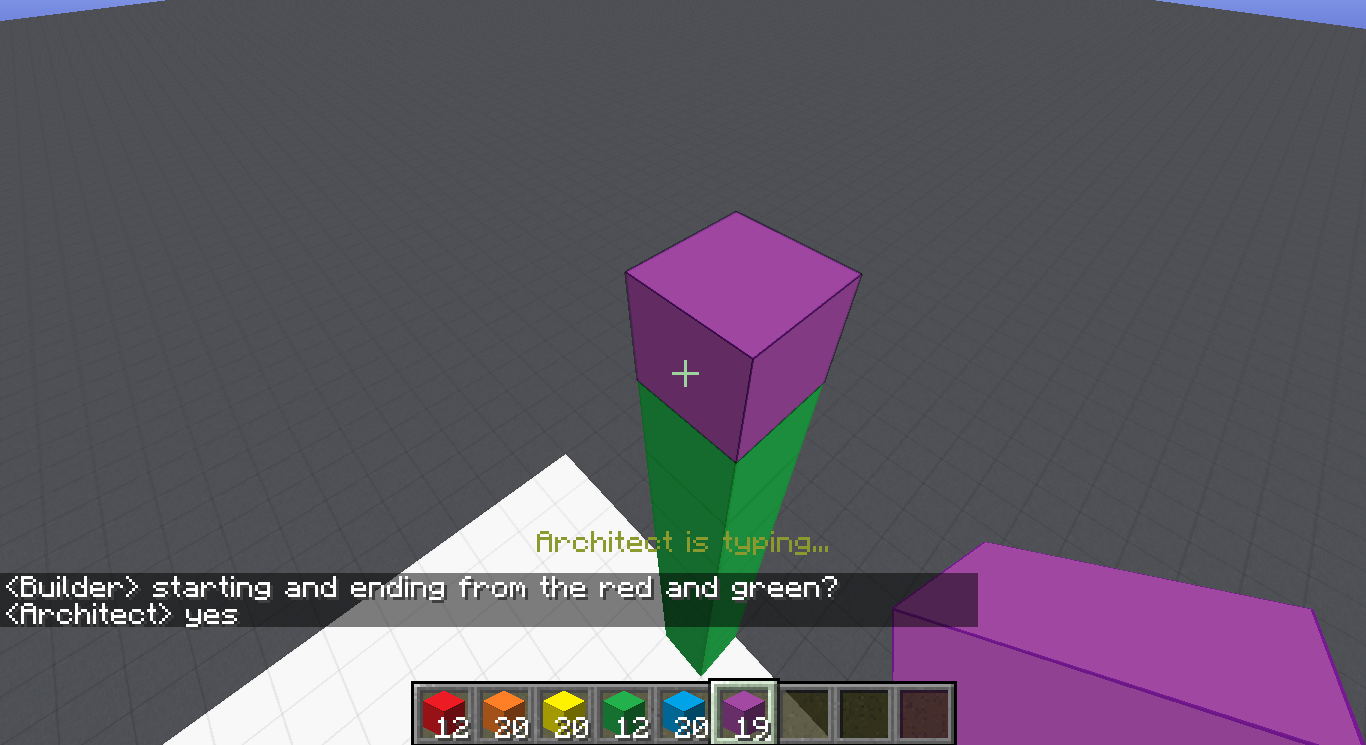 Architect is typing...
<Builder> starting and ending from the red and green?
<Architect> yes
12 20 20 12 20 19